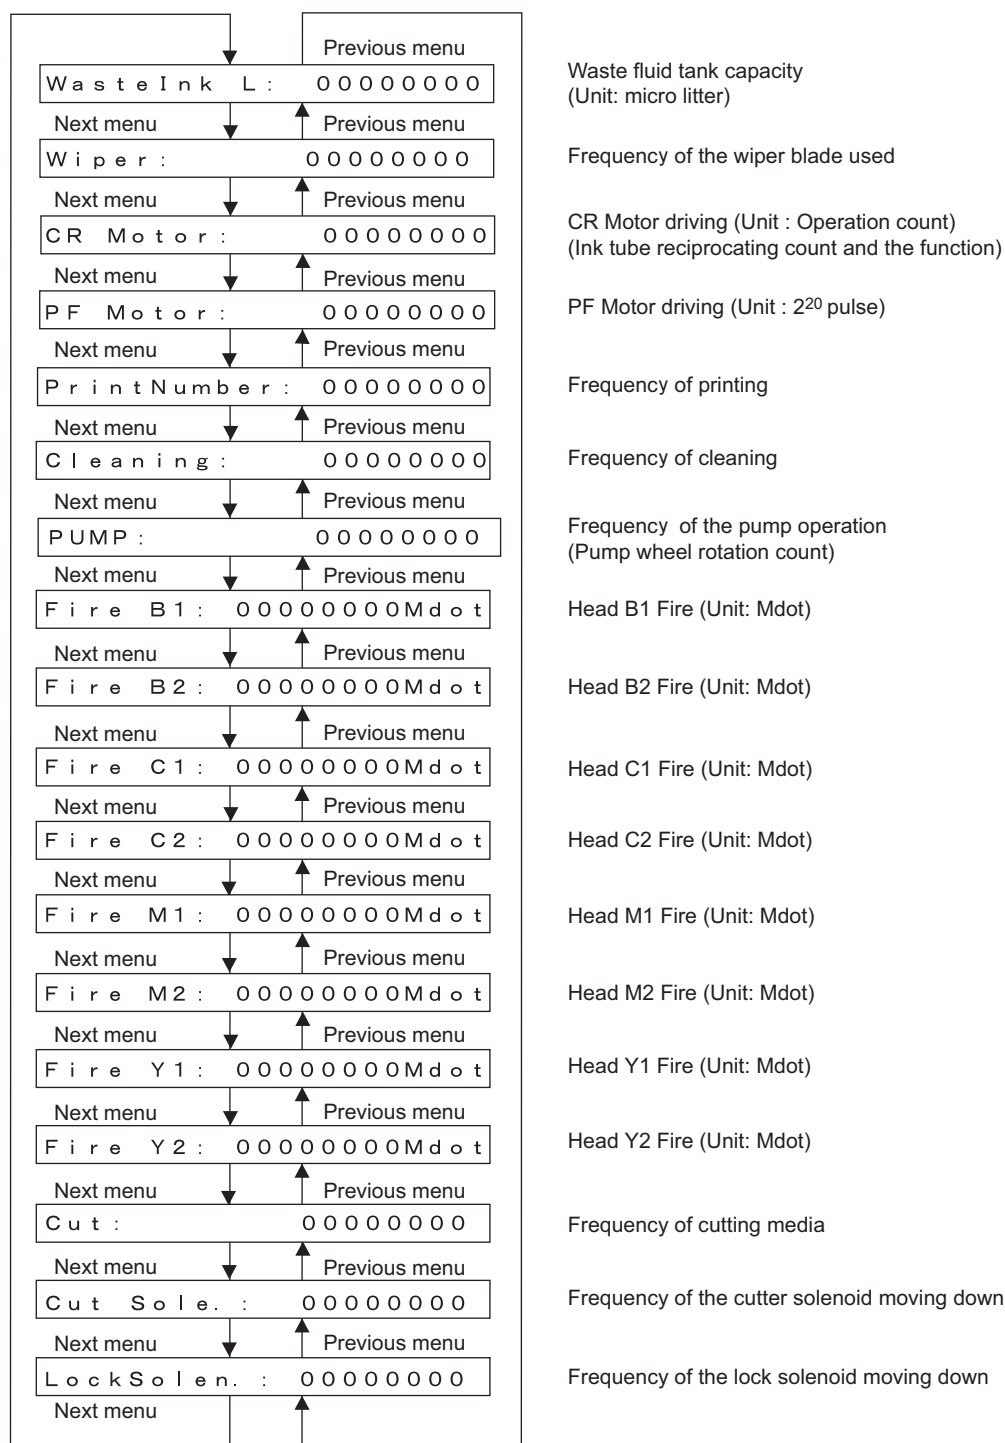 Previous menu
WasteInk L: 00000000
Waste fluid tank capacity
(Unit: micro litter)
Next menu Previous menu
Wiper: 00000000
Frequency of the wiper blade used
Next menu Previous menu
CR Motor: 00000000
CR Motor driving (Unit : Operation count)
(Ink tube reciprocating count and the function)
Next menu Previous menu
PF Motor: 00000000
PF Motor driving (Unit : 2²⁰ pulse)
Next menu Previous menu
PrintNumber: 00000000
Frequency of printing
Next menu Previous menu
Cleaning: 00000000
Frequency of cleaning
Next menu Previous menu
PUMP: 00000000
Frequency of the pump operation
(Pump wheel rotation count)
Next menu Previous menu
Fire B1: 00000000Mdot
Head B1 Fire (Unit: Mdot)
Next menu Previous menu
Fire B2: 00000000Mdot
Head B2 Fire (Unit: Mdot)
Next menu Previous menu
Fire C1: 00000000Mdot
Head C1 Fire (Unit: Mdot)
Next menu Previous menu
Fire C2: 00000000Mdot
Head C2 Fire (Unit: Mdot)
Next menu Previous menu
Fire M1: 00000000Mdot
Head M1 Fire (Unit: Mdot)
Next menu Previous menu
Fire M2: 00000000Mdot
Head M2 Fire (Unit: Mdot)
Next menu Previous menu
Fire Y1: 00000000Mdot
Head Y1 Fire (Unit: Mdot)
Next menu Previous menu
Fire Y2: 00000000Mdot
Head Y2 Fire (Unit: Mdot)
Next menu Previous menu
Cut: 00000000
Frequency of cutting media
Next menu Previous menu
Cut Sole. : 00000000
Frequency of the cutter solenoid moving down
Next menu Previous menu
LockSolen. : 00000000
Frequency of the lock solenoid moving down
Next menu